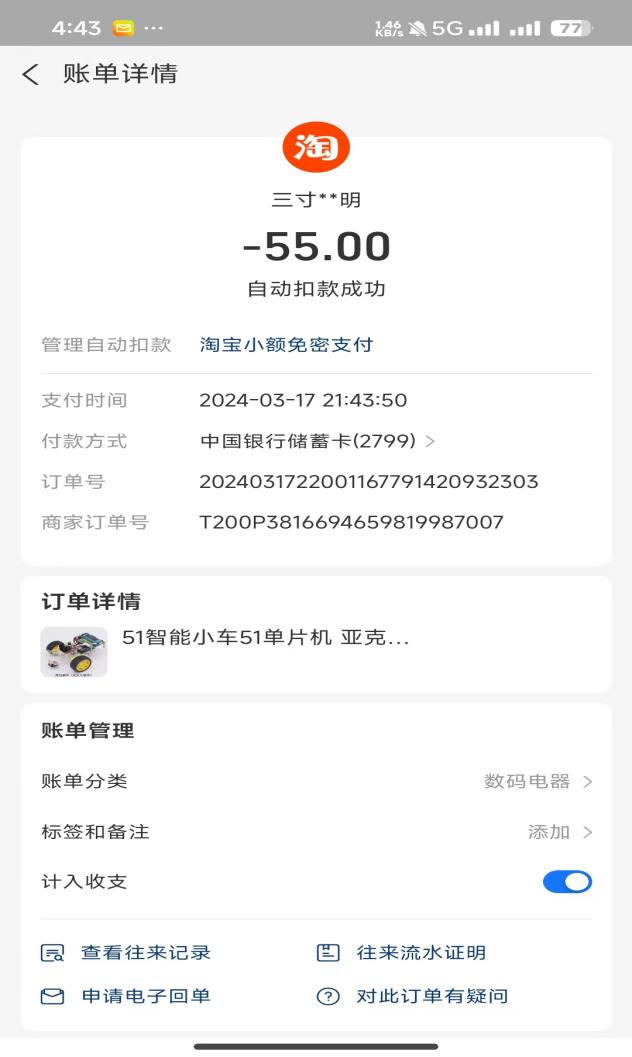 4:43 ... 1.46 KB/s 5G 77
账单详情
淘
三寸**明
-55.00
自动扣款成功
管理自动扣款 淘宝小额免密支付
支付时间 2024-03-17 21:43:50
付款方式 中国银行储蓄卡(2799) >
订单号 2024031722001167791420932303
商家订单号 T200P3816694659819987007
订单详情
51智能小车51单片机 亚克...
账单管理
账单分类 数码电器 >
标签和备注 添加 >
计入收支
查看往来记录 往来流水证明
申请电子回单 对此订单有疑问